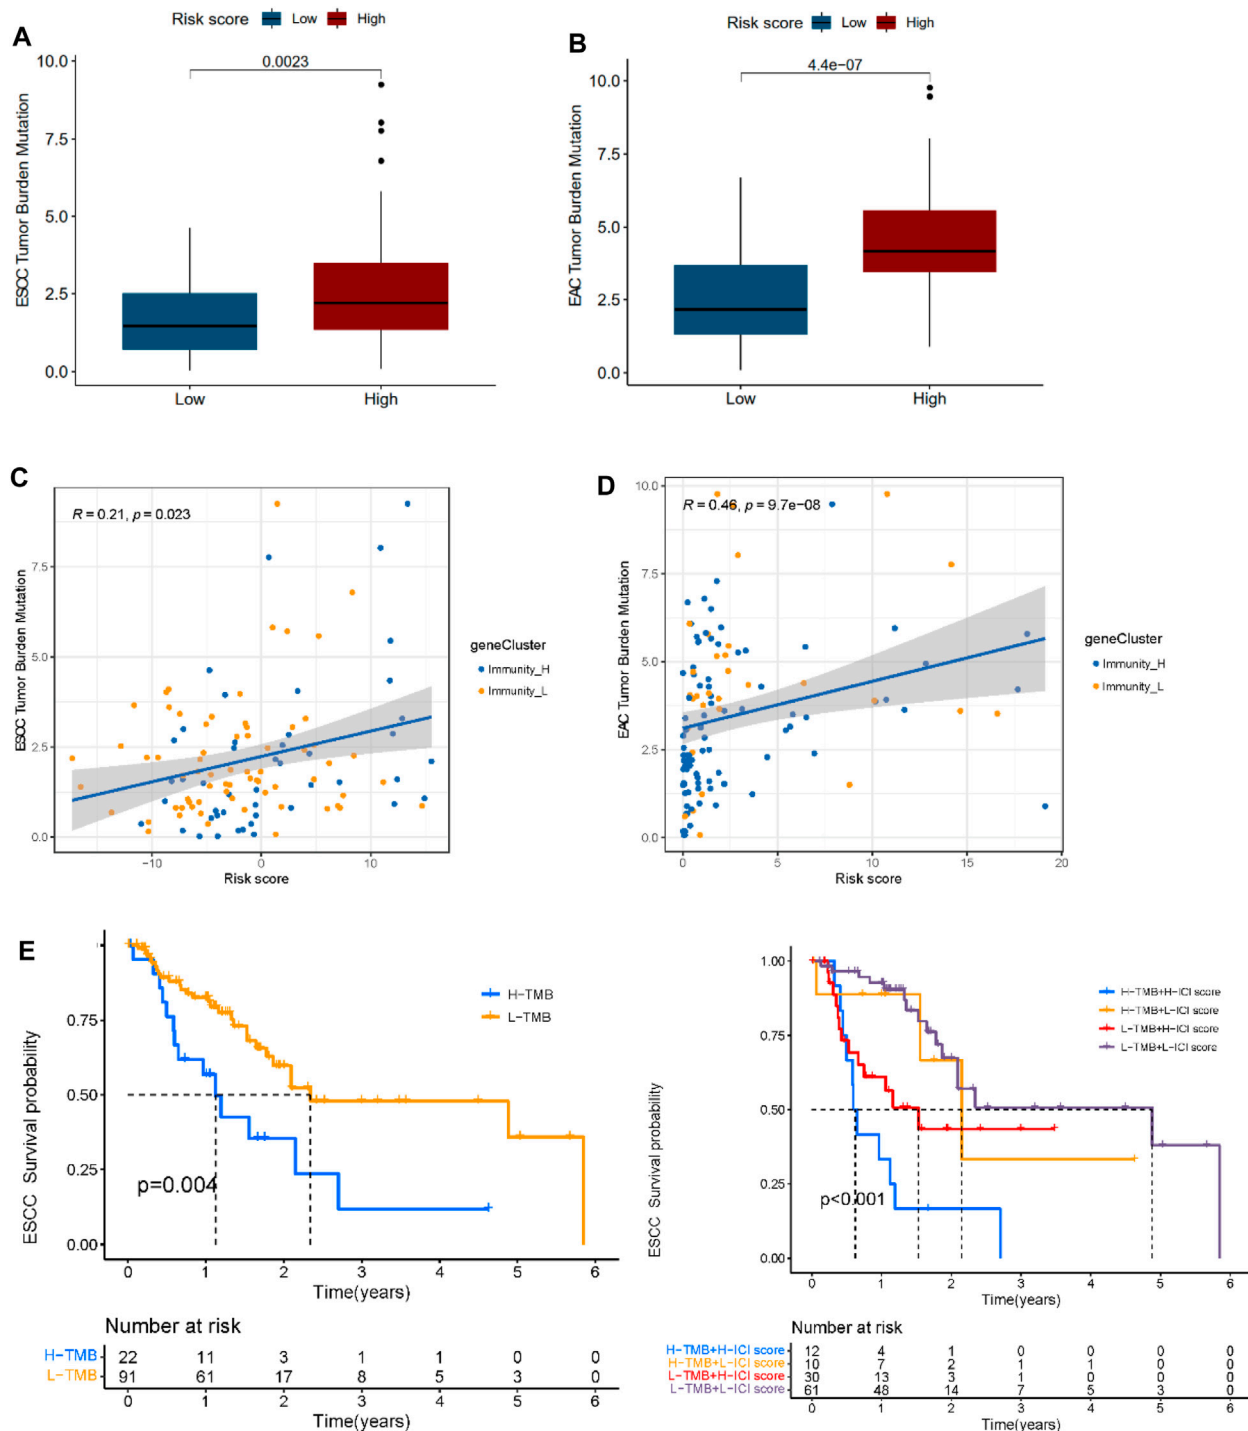 Risk score Low High
A
ESCC Tumor Burden Mutation
10.0
7.5
5.0
2.5
0.0
0.0023
Low High
Risk score Low High
B
EAC Tumor Burden Mutation
10.0
7.5
5.0
2.5
0.0
4.4e−07
Low High
C
ESCC Tumor Burden Mutation
R = 0.21, p = 0.023
7.5
5.0
2.5
0.0
−10 0 10
Risk score
geneCluster
Immunity_H
Immunity_L
D
EAC Tumor Burden Mutation
R = 0.46, p = 9.7e−08
10.0
7.5
5.0
2.5
0.0
0 5 10 15 20
Risk score
geneCluster
Immunity_H
Immunity_L
E
ESCC Survival probability
0.75
0.50
0.25
0.00
H−TMB
L−TMB
p=0.004
0 1 2 3 4 5 6
Time(years)
Number at risk
H−TMB 22 11 3 1 1 0 0
L−TMB 91 61 17 8 5 3 0
0 1 2 3 4 5 6
Time(years)
ESCC Survival probability
1.00
0.75
0.50
0.25
0.00
H−TMB+H−ICI score
H−TMB+L−ICI score
L−TMB+H−ICI score
L−TMB+L−ICI score
p<0.001
0 1 2 3 4 5 6
Time(years)
Number at risk
H−TMB+H−ICI score 12 4 1 0 0 0 0
H−TMB+L−ICI score 10 7 2 1 1 0 0
L−TMB+H−ICI score 30 13 3 1 0 0 0
L−TMB+L−ICI score 61 48 14 7 5 3 0
0 1 2 3 4 5 6
Time(years)